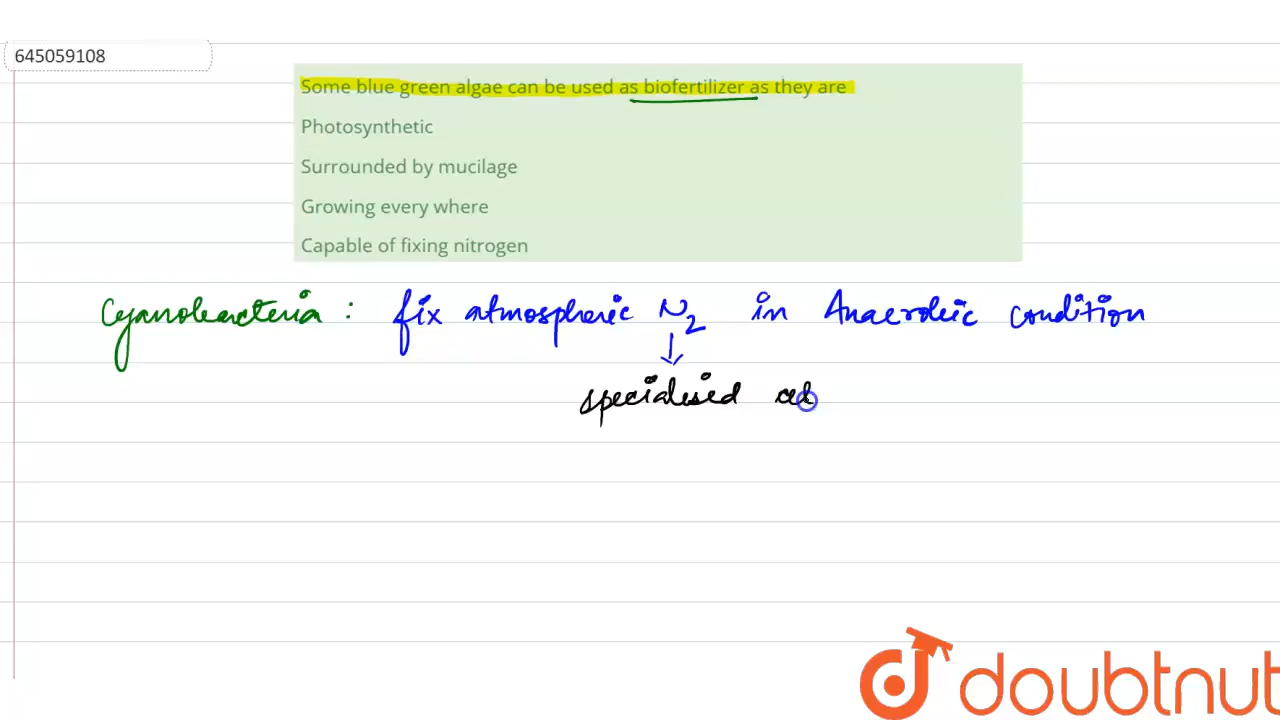 645059108
Some blue green algae can be used as biofertilizer as they are
Photosynthetic
Surrounded by mucilage
Growing every where
Capable of fixing nitrogen
Cyanobacteria : fix atmospheric N2 in Anaerobic condition
specialised
doubtnut